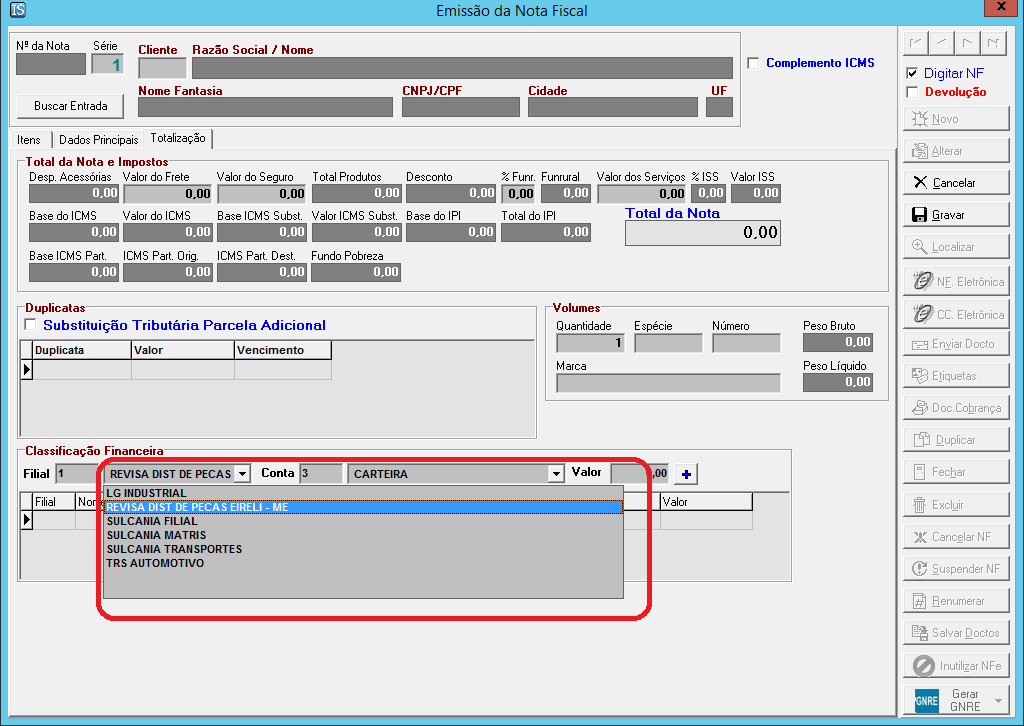 TS Emissão da Nota Fiscal X
Nº da Nota Série Cliente Razão Social / Nome
1
Complemento ICMS
Buscar Entrada
Nome Fantasia CNPJ/CPF Cidade UF
Itens Dados Principais Totalização
Total da Nota e Impostos
Desp. Acessórias Valor do Frete Valor do Seguro Total Produtos Desconto % Funr. Funrural Valor dos Serviços % ISS Valor ISS
0,00 0,00 0,00 0,00 0,00 0,00 0,00 0,00 0,00 0,00
Base do ICMS Valor do ICMS Base ICMS Subst. Valor ICMS Subst. Base do IPI Total do IPI Total da Nota
0,00 0,00 0,00 0,00 0,00 0,00 0,00
Base ICMS Part. ICMS Part. Orig. ICMS Part. Dest. Fundo Pobreza
0,00 0,00 0,00 0,00
Duplicatas
Substituição Tributária Parcela Adicional
Duplicata Valor Vencimento
Volumes
Quantidade Espécie Número Peso Bruto
1 0,00
Marca Peso Líquido
0,00
Classificação Financeira
Filial 1 REVISA DIST DE PECAS Conta 3 CARTEIRA Valor ,00 +
Filial Nom Valor
LG INDUSTRIAL
REVISA DIST DE PECAS EIRELI - ME
SULCANIA FILIAL
SULCANIA MATRIS
SULCANIA TRANSPORTES
TRS AUTOMOTIVO
Digitar NF
Devolução
Novo
Alterar
Cancelar
Gravar
Localizar
NF. Eletrônica
CC. Eletrônica
Enviar Docto
Etiquetas
Doc.Cobrança
Duplicar
Fechar
Excluir
Cancelar NF
Suspender NF
Renumerar
Salvar Doctos
Inutilizar NFe
GNRE Gerar
GNRE